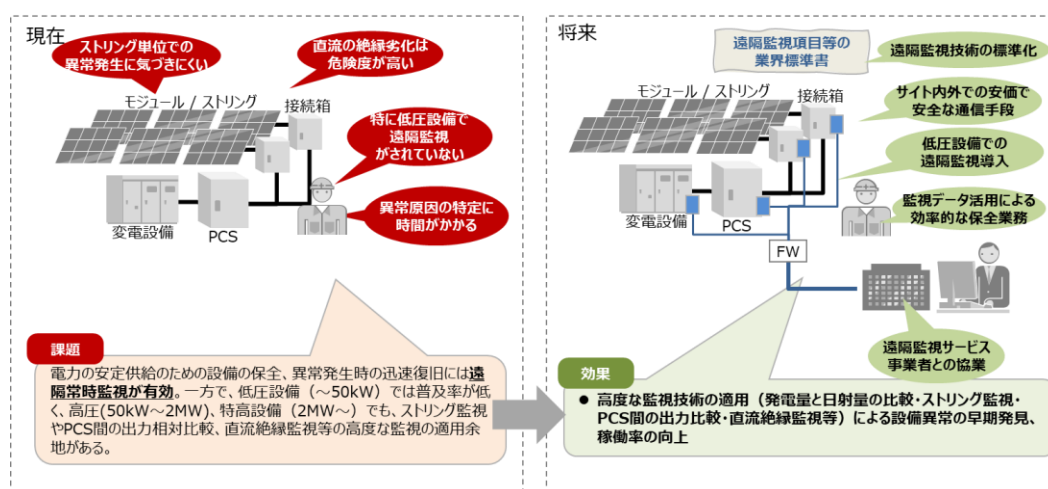 現在
ストリング単位での
異常発生に気づきにくい
直流の絶縁劣化は
危険度が高い
モジュール / ストリング
接続箱
特に低圧設備で
遠隔監視
がされていない
異常原因の特定に
時間がかかる
変電設備
PCS
課題
電力の安定供給のための設備の保全、異常発生時の迅速復旧には遠
隔常時監視が有効。一方で、低圧設備（～50kW）では普及率が低
く、高圧(50kW～2MW), 特高設備（2MW～）でも、ストリング監視
やPCS間の出力相対比較、直流絶縁監視等の高度な監視の適用余
地がある。
将来
遠隔監視項目等の
業界標準書
遠隔監視技術の標準化
モジュール / ストリング
接続箱
サイト内外での安価で
安全な通信手段
低圧設備での
遠隔監視導入
監視データ活用による
効率的な保全業務
変電設備
PCS
FW
遠隔監視サービス
事業者との協業
効果
● 高度な監視技術の適用（発電量と日射量の比較・ストリング監視・
PCS間の出力比較・直流絶縁監視等）による設備異常の早期発見、
稼働率の向上